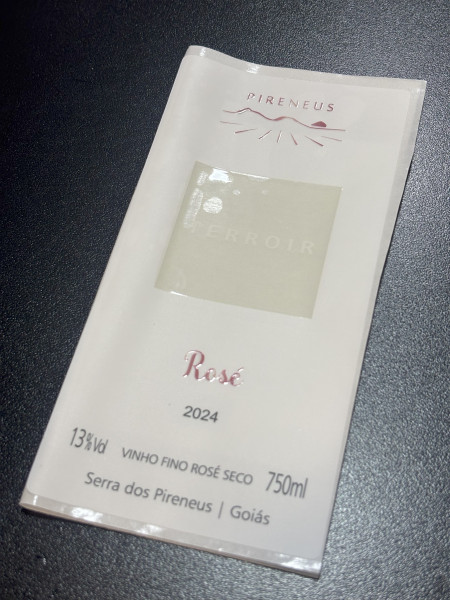 PIRENEUS
TERROIR
Rosé
2024
13%Vol VINHO FINO ROSÉ SECO 750ml
Serra dos Pireneus | Goiás